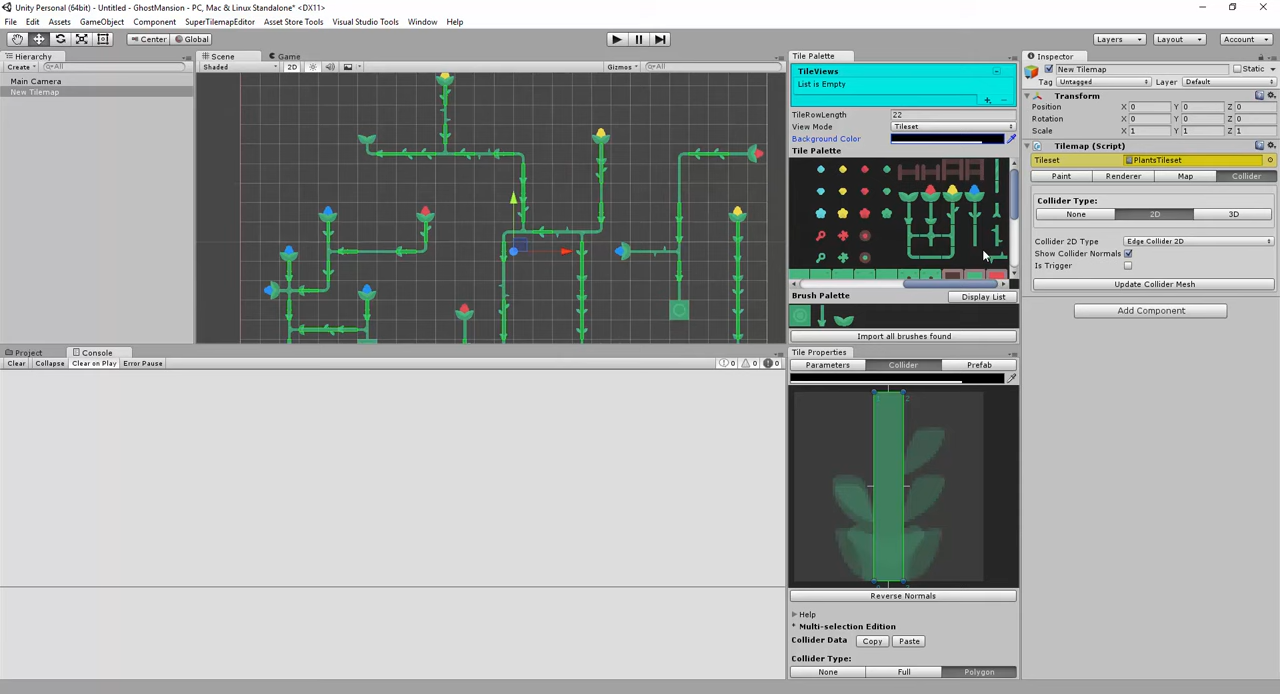 Unity Personal (64bit) - Untitled - GhostMansion - PC, Mac & Linux Standalone* <DX11>
File Edit Assets GameObject Component SuperTilemapEditor Asset Store Tools Visual Studio Tools Window Help
Center Global Layers Layout Account
Hierarchy
Create All
Main Camera
New Tilemap
Scene Game
Shaded 2D Gizmos All
Tile Palette
TileViews
List is Empty
TileRowLength 22
View Mode Tileset
Background Color
Tile Palette
Brush Palette Display List
Import all brushes found
Tile Properties
Parameters Collider Prefab
Reverse Normals
Help
* Multi-selection Edition
Collider Data Copy Paste
Collider Type:
None Full Polygon
Inspector
New Tilemap Static
Tag Untagged Layer Default
Transform
Position X 0 Y 0 Z 0
Rotation X 0 Y 0 Z 0
Scale X 1 Y 1 Z 1
Tilemap (Script)
Tileset PlantsTileset
Paint Renderer Map Collider
Collider Type:
None 2D 3D
Collider 2D Type Edge Collider 2D
Show Collider Normals
Is Trigger
Update Collider Mesh
Add Component
Project Console
Clear Collapse Clear on Play Error Pause 0 0 0